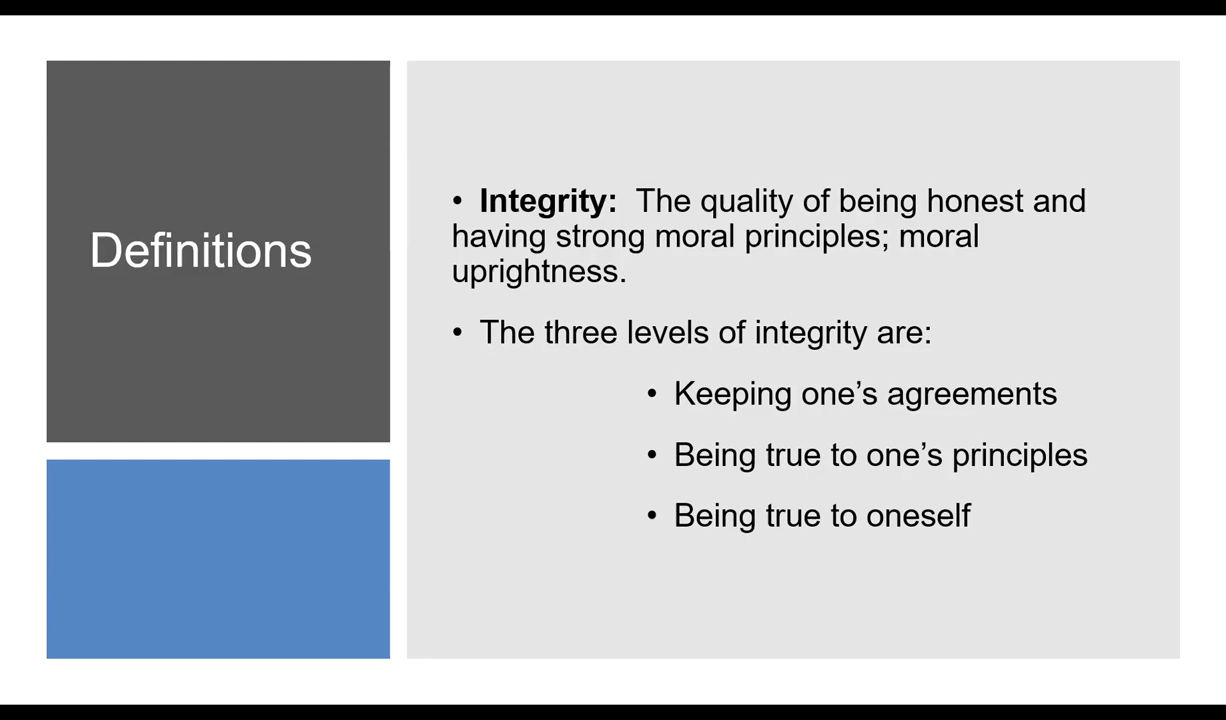 Definitions
• Integrity:  The quality of being honest and
having strong moral principles; moral
uprightness.
• The three levels of integrity are:
• Keeping one’s agreements
• Being true to one’s principles
• Being true to oneself